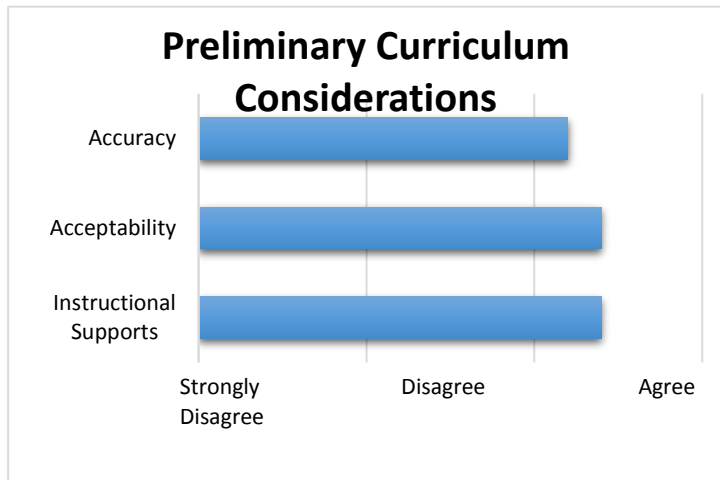 Preliminary Curriculum
Considerations
Accuracy
Acceptability
Instructional
Supports
Strongly Disagree Agree
Disagree